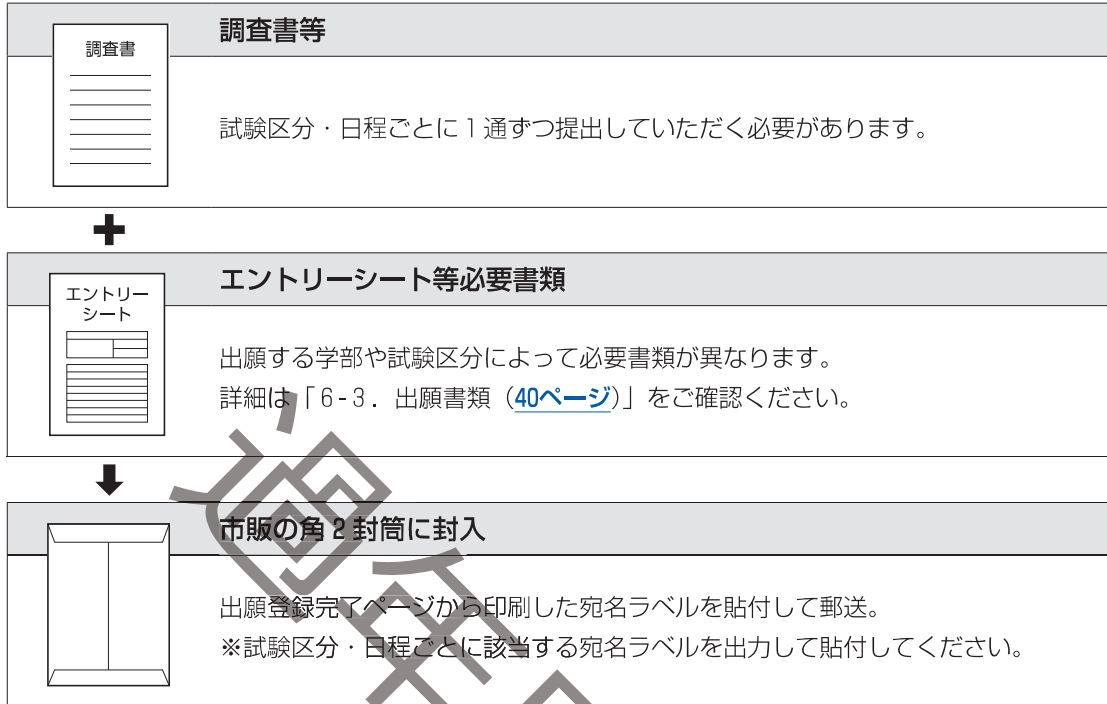 調査書等
調査書
試験区分・日程ごとに1通ずつ提出していただく必要があります。
エントリーシート等必要書類
エントリー
シート
出願する学部や試験区分によって必要書類が異なります。
詳細は「6-3．出願書類（40ページ）」をご確認ください。
市販の角2封筒に封入
出願登録完了ページから印刷した宛名ラベルを貼付して郵送。
※試験区分・日程ごとに該当する宛名ラベルを出力して貼付してください。
過年